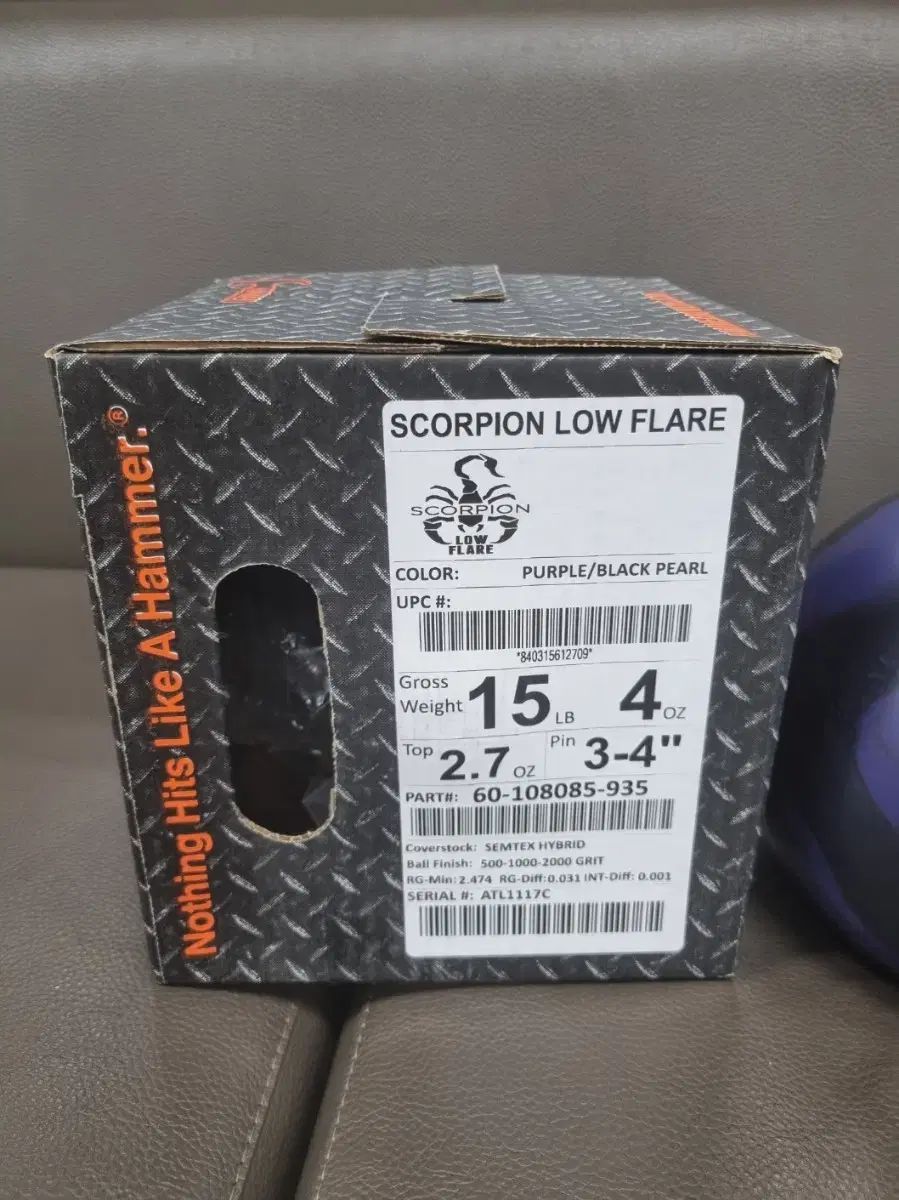 Nothing Hits Like A Hammer.®
SCORPION LOW FLARE
SCORPION
LOW
FLARE
COLOR: PURPLE/BLACK PEARL
UPC #:
*840315612709*
Gross
Weight 15 LB 4 OZ
Top 2.7 OZ Pin 3-4"
PART#: 60-108085-935
Coverstock: SEMTEX HYBRID
Ball Finish: 500-1000-2000 GRIT
RG-Min: 2.474 RG-Diff: 0.031 INT-Diff: 0.001
SERIAL #: ATL1117C